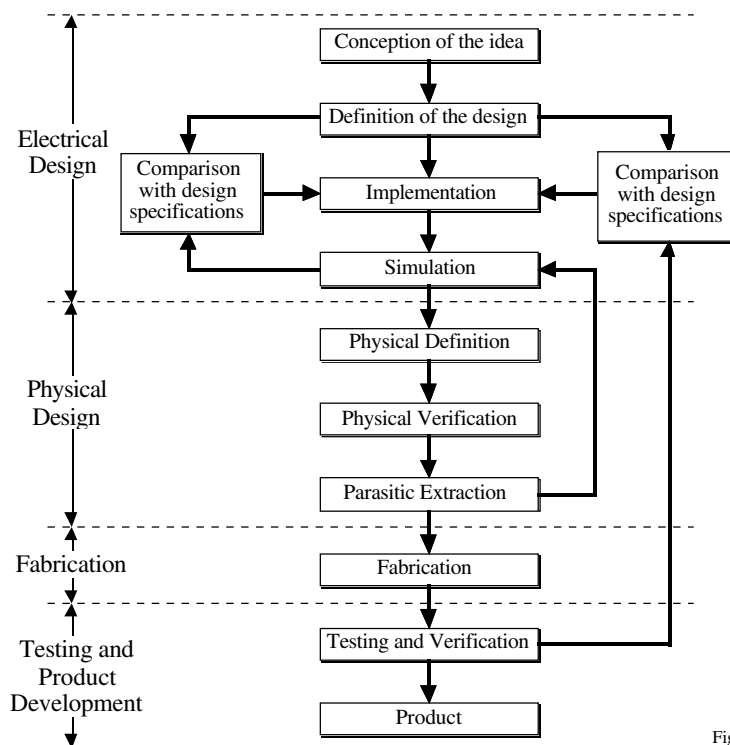 Conception of the idea
Definition of the design
Electrical
Design
Comparison
with design
specifications
Implementation
Comparison
with design
specifications
Simulation
Physical Definition
Physical
Design
Physical Verification
Parasitic Extraction
Fabrication
Fabrication
Testing and Verification
Testing and
Product
Development
Product
Fig